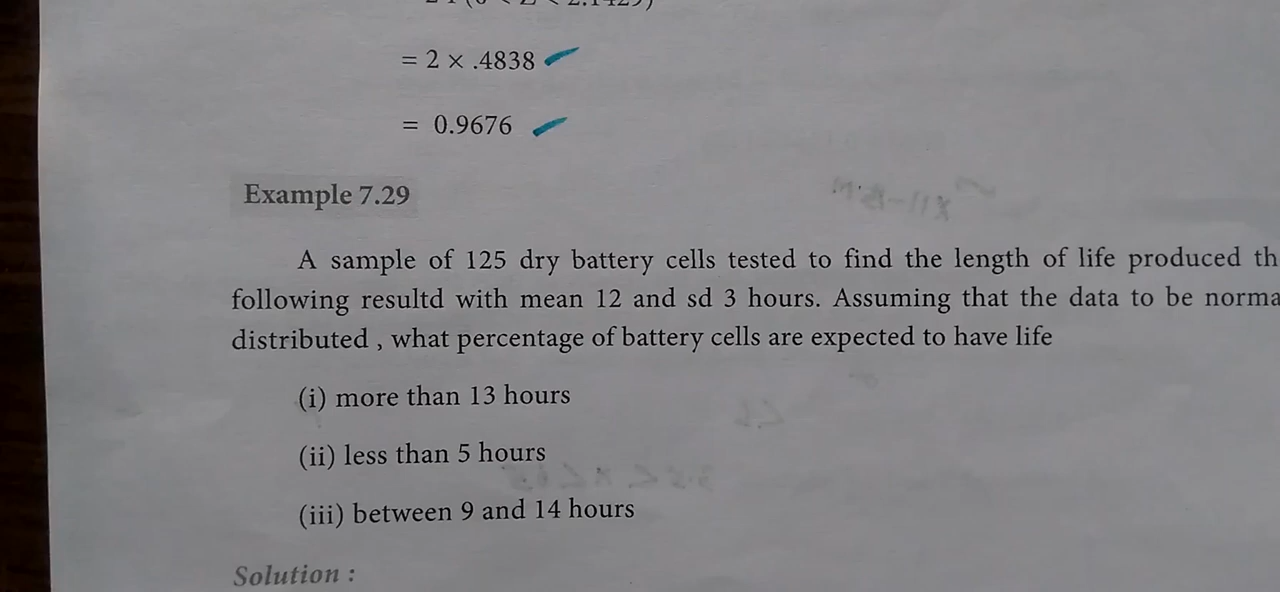 = 2 × .4838
= 0.9676
Example 7.29
A sample of 125 dry battery cells tested to find the length of life produced th
following resultd with mean 12 and sd 3 hours. Assuming that the data to be norma
distributed , what percentage of battery cells are expected to have life
(i) more than 13 hours
(ii) less than 5 hours
(iii) between 9 and 14 hours
Solution :